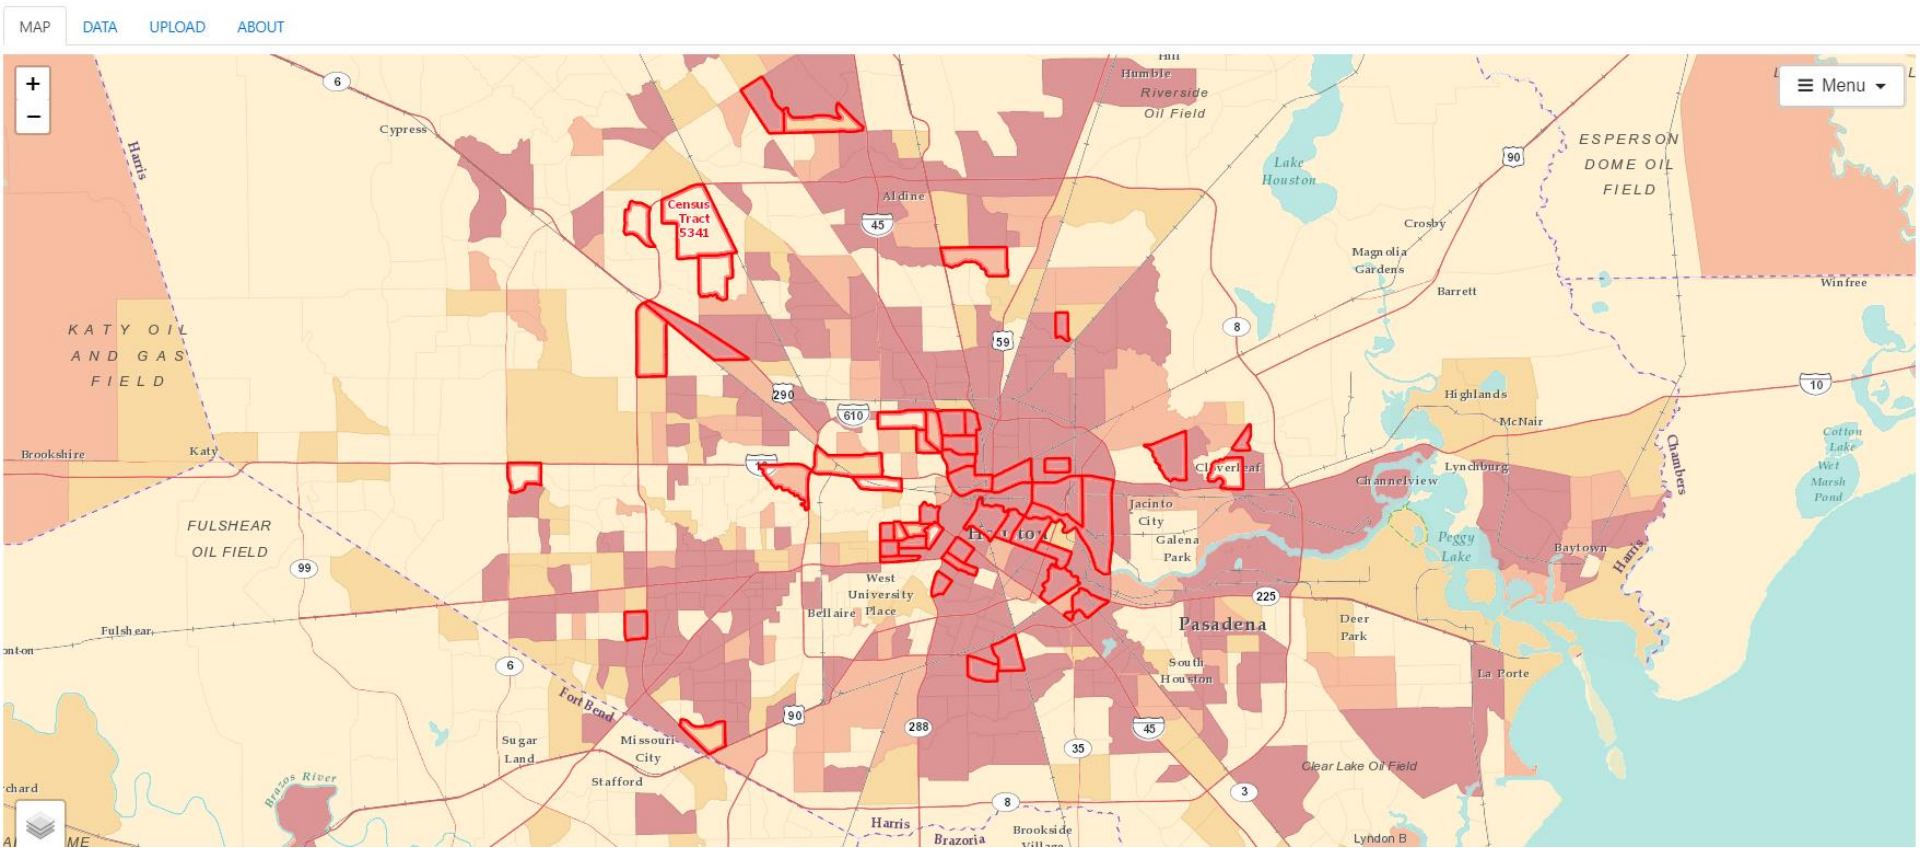 MAP DATA UPLOAD ABOUT
+
−
Menu
6
Cypress
Harris
Humble
Riverside
Oil Field
Lake
Houston
90
ESPERSON
DOME OIL
FIELD
Census
Tract
5341
Aldine
45
Crosby
Magnolia
Gardens
Barrett
Winfree
KATY OIL
AND GAS
FIELD
59
8
290
610
10
Highlands
McNair
Brookshire
Katy
Cloverleaf
Lynchburg
Channelview
Chambers
Cotton
Lake
Wet
Marsh
Pond
FULSHEAR
OIL FIELD
Houston
Jacinto
City
Galena
Park
Peggy
Lake
Baytown
Harris
99
West
University
Place
Bellaire
225
Fulshear
Pasadena
Deer
Park
6
South
Houston
La Porte
Fort Bend
90
288
45
35
Sugar
Land
Missouri
City
Stafford
Clear Lake Oil Field
Brazos River
8
3
Harris
Brazoria
Brookside
Village
Lyndon B